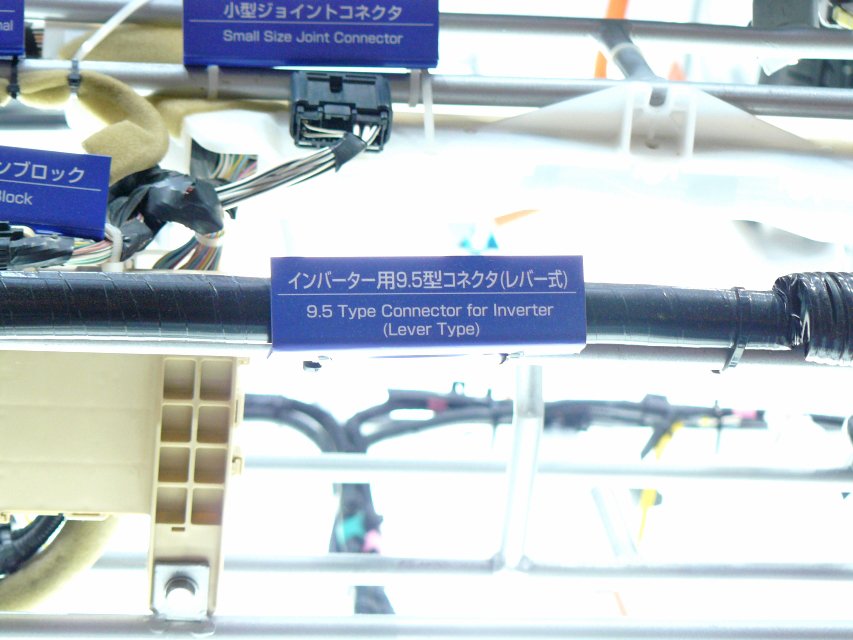 小型ジョイントコネクタ
Small Size Joint Connector
ンブロック
lock
インバーター用9.5型コネクタ(レバー式)
9.5 Type Connector for Inverter
(Lever Type)